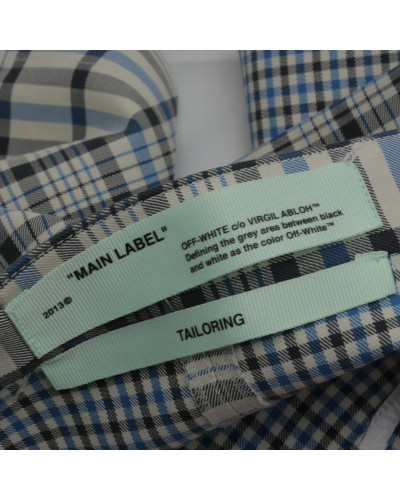 2013©
"MAIN LABEL"
OFF-WHITE c/o VIRGIL ABLOH™
Defining the grey area between black
and white as the color Off-White™
TAILORING